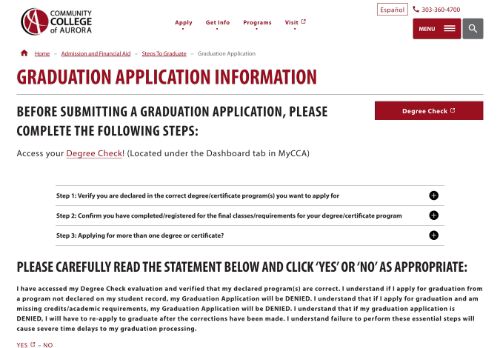 COMMUNITY
COLLEGE
of AURORA
Español
303-360-4700
Apply
Get Info
Programs
Visit
MENU
Home – Admission and Financial Aid – Steps To Graduate – Graduation Application
GRADUATION APPLICATION INFORMATION
BEFORE SUBMITTING A GRADUATION APPLICATION, PLEASE
COMPLETE THE FOLLOWING STEPS:
Degree Check
Access your Degree Check! (Located under the Dashboard tab in MyCCA)
Step 1: Verify you are declared in the correct degree/certificate program(s) you want to apply for
Step 2: Confirm you have completed/registered for the final classes/requirements for your degree/certificate program
Step 3: Applying for more than one degree or certificate?
PLEASE CAREFULLY READ THE STATEMENT BELOW AND CLICK ‘YES’ OR ‘NO’ AS APPROPRIATE:
I have accessed my Degree Check evaluation and verified that my declared program(s) are correct. I understand if I apply for graduation from
a program not declared on my student record, my Graduation Application will be DENIED. I understand that if I apply for graduation and am
missing credits/academic requirements, my Graduation Application will be DENIED. I understand that if my graduation application is
DENIED, I will have to re-apply to graduate after the corrections have been made. I understand failure to perform these essential steps will
cause severe time delays to my graduation processing.
YES – NO